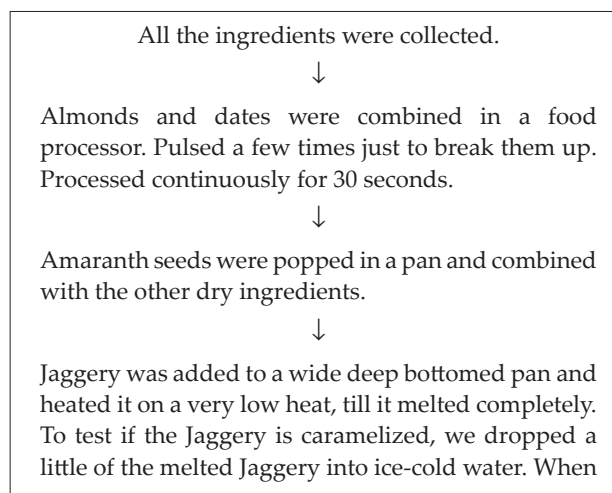 All the ingredients were collected.
↓
Almonds and dates were combined in a food
processor. Pulsed a few times just to break them up.
Processed continuously for 30 seconds.
↓
Amaranth seeds were popped in a pan and combined
with the other dry ingredients.
↓
Jaggery was added to a wide deep bottomed pan and
heated it on a very low heat, till it melted completely.
To test if the Jaggery is caramelized, we dropped a
little of the melted Jaggery into ice-cold water. When